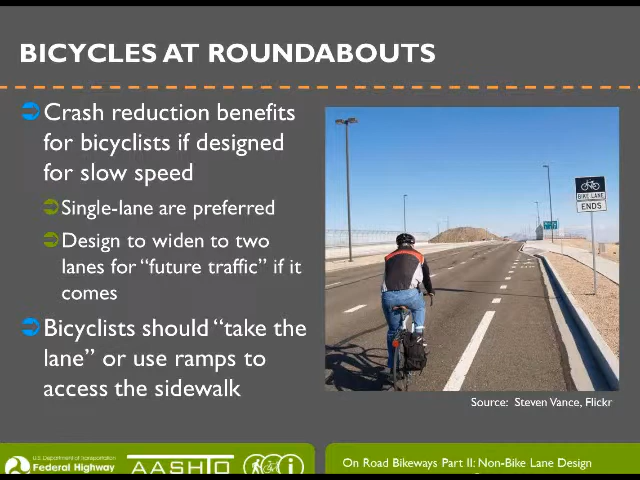 BICYCLES AT ROUNDABOUTS
Crash reduction benefits
for bicyclists if designed
for slow speed
Single-lane are preferred
Design to widen to two
lanes for “future traffic” if it
comes
Bicyclists should “take the
lane” or use ramps to
access the sidewalk
BIKE LANE
ENDS
Source: Steven Vance, Flickr
U.S. Department of Transportation
Federal Highway
AASHTO
On Road Bikeways Part II: Non-Bike Lane Design